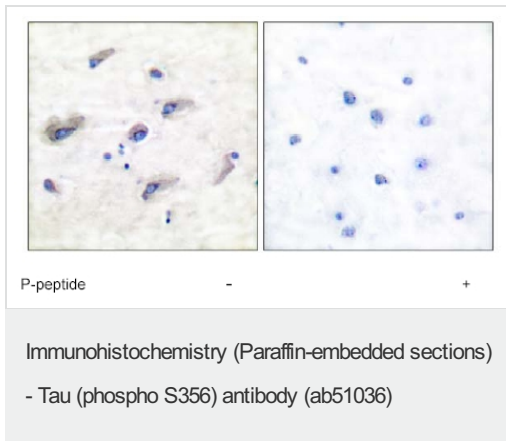 P-peptide - +
Immunohistochemistry (Paraffin-embedded sections)
- Tau (phospho S356) antibody (ab51036)